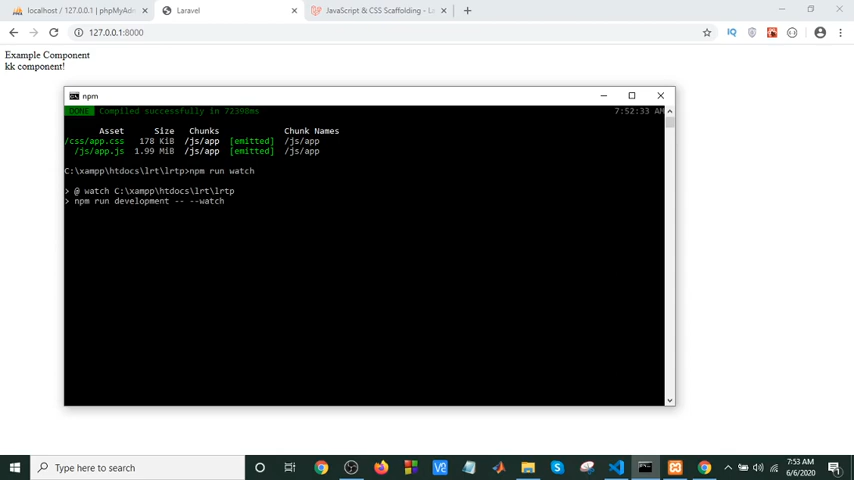 localhost / 127.0.0.1 | phpMyAdm
Laravel
JavaScript & CSS Scaffolding - La
127.0.0.1:8000
Example Component
kk component!
npm
DONE Compiled successfully in 72398ms 7:52:33 AM
Asset Size Chunks Chunk Names
/css/app.css 178 KiB /js/app [emitted] /js/app
/js/app.js 1.99 MiB /js/app [emitted] /js/app
C:\xampp\htdocs\lrt\lrtp>npm run watch
> @ watch C:\xampp\htdocs\lrt\lrtp
> npm run development -- --watch
Type here to search
7:53 AM
6/6/2020